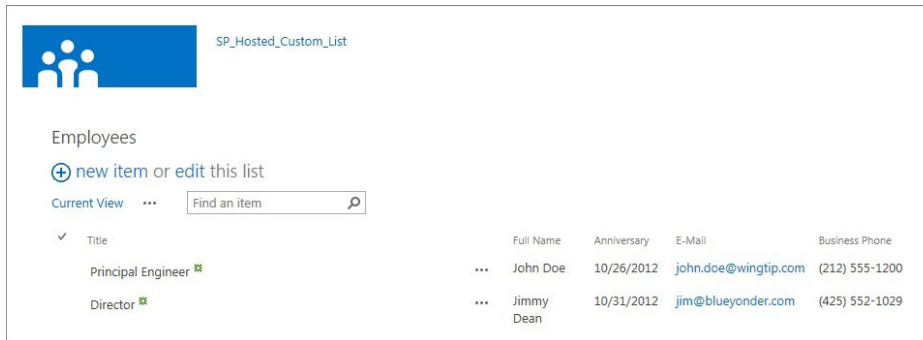 SP_Hosted_Custom_List
Employees
new item or edit this list
Current View ••• Find an item
Title Full Name Anniversary E-Mail Business Phone
Principal Engineer ••• John Doe 10/26/2012 john.doe@wingtip.com (212) 555-1200
Director ••• Jimmy Dean 10/31/2012 jim@blueyonder.com (425) 552-1029